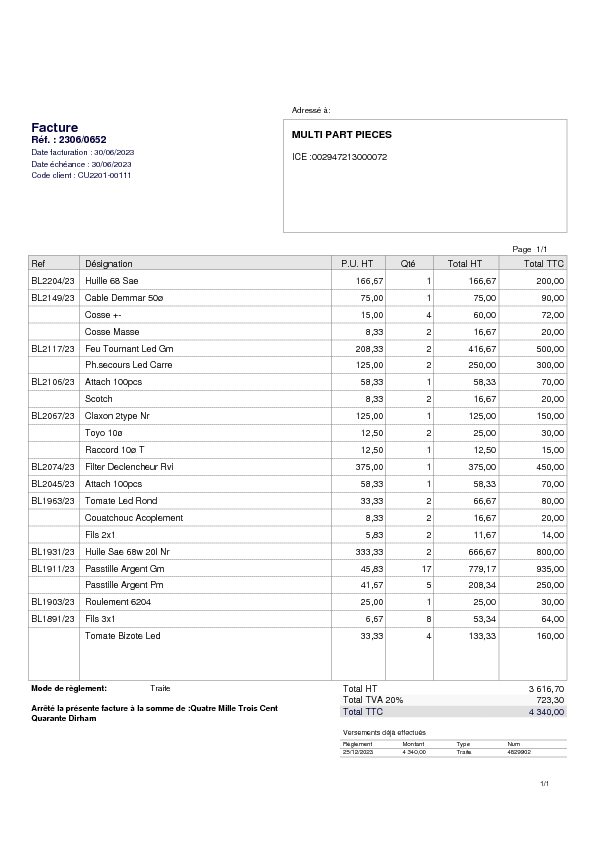 Adressé à:
Facture
Réf. : 2306/0652
Date facturation : 30/06/2023
Date échéance : 30/06/2023
Code client : CU2201-00111
MULTI PART PIECES
ICE :002947213000072
Page 1/1
Ref Désignation P.U. HT Qté Total HT Total TTC
BL2204/23 Huille 68 Sae 166,67 1 166,67 200,00
BL2149/23 Cable Demmar 50ø 75,00 1 75,00 90,00
Cosse +- 15,00 4 60,00 72,00
Cosse Masse 8,33 2 16,67 20,00
BL2117/23 Feu Tournant Led Gm 208,33 2 416,67 500,00
Ph.secours Led Carre 125,00 2 250,00 300,00
BL2106/23 Attach 100pcs 58,33 1 58,33 70,00
Scotch 8,33 2 16,67 20,00
BL2067/23 Claxon 2type Nr 125,00 1 125,00 150,00
Toyo 10ø 12,50 2 25,00 30,00
Raccord 10ø T 12,50 1 12,50 15,00
BL2074/23 Filter Declencheur Rvi 375,00 1 375,00 450,00
BL2045/23 Attach 100pcs 58,33 1 58,33 70,00
BL1963/23 Tomate Led Rond 33,33 2 66,67 80,00
Couatchouc Acoplement 8,33 2 16,67 20,00
Fils 2x1 5,83 2 11,67 14,00
BL1931/23 Huile Sae 68w 20l Nr 333,33 2 666,67 800,00
BL1911/23 Passtille Argent Gm 45,83 17 779,17 935,00
Passtille Argent Pm 41,67 5 208,34 250,00
BL1903/23 Roulement 6204 25,00 1 25,00 30,00
BL1891/23 Fils 3x1 6,67 8 53,34 64,00
Tomate Bizote Led 33,33 4 133,33 160,00
Mode de règlement: Traite
Total HT 3 616,70
Total TVA 20% 723,30
Total TTC 4 340,00
Arrêté la présente facture à la somme de :Quatre Mille Trois Cent
Quarante Dirham
Versements déjà effectués
Règlement Montant Type Num
25/12/2023 4 340,00 Traite 4829902
1/1